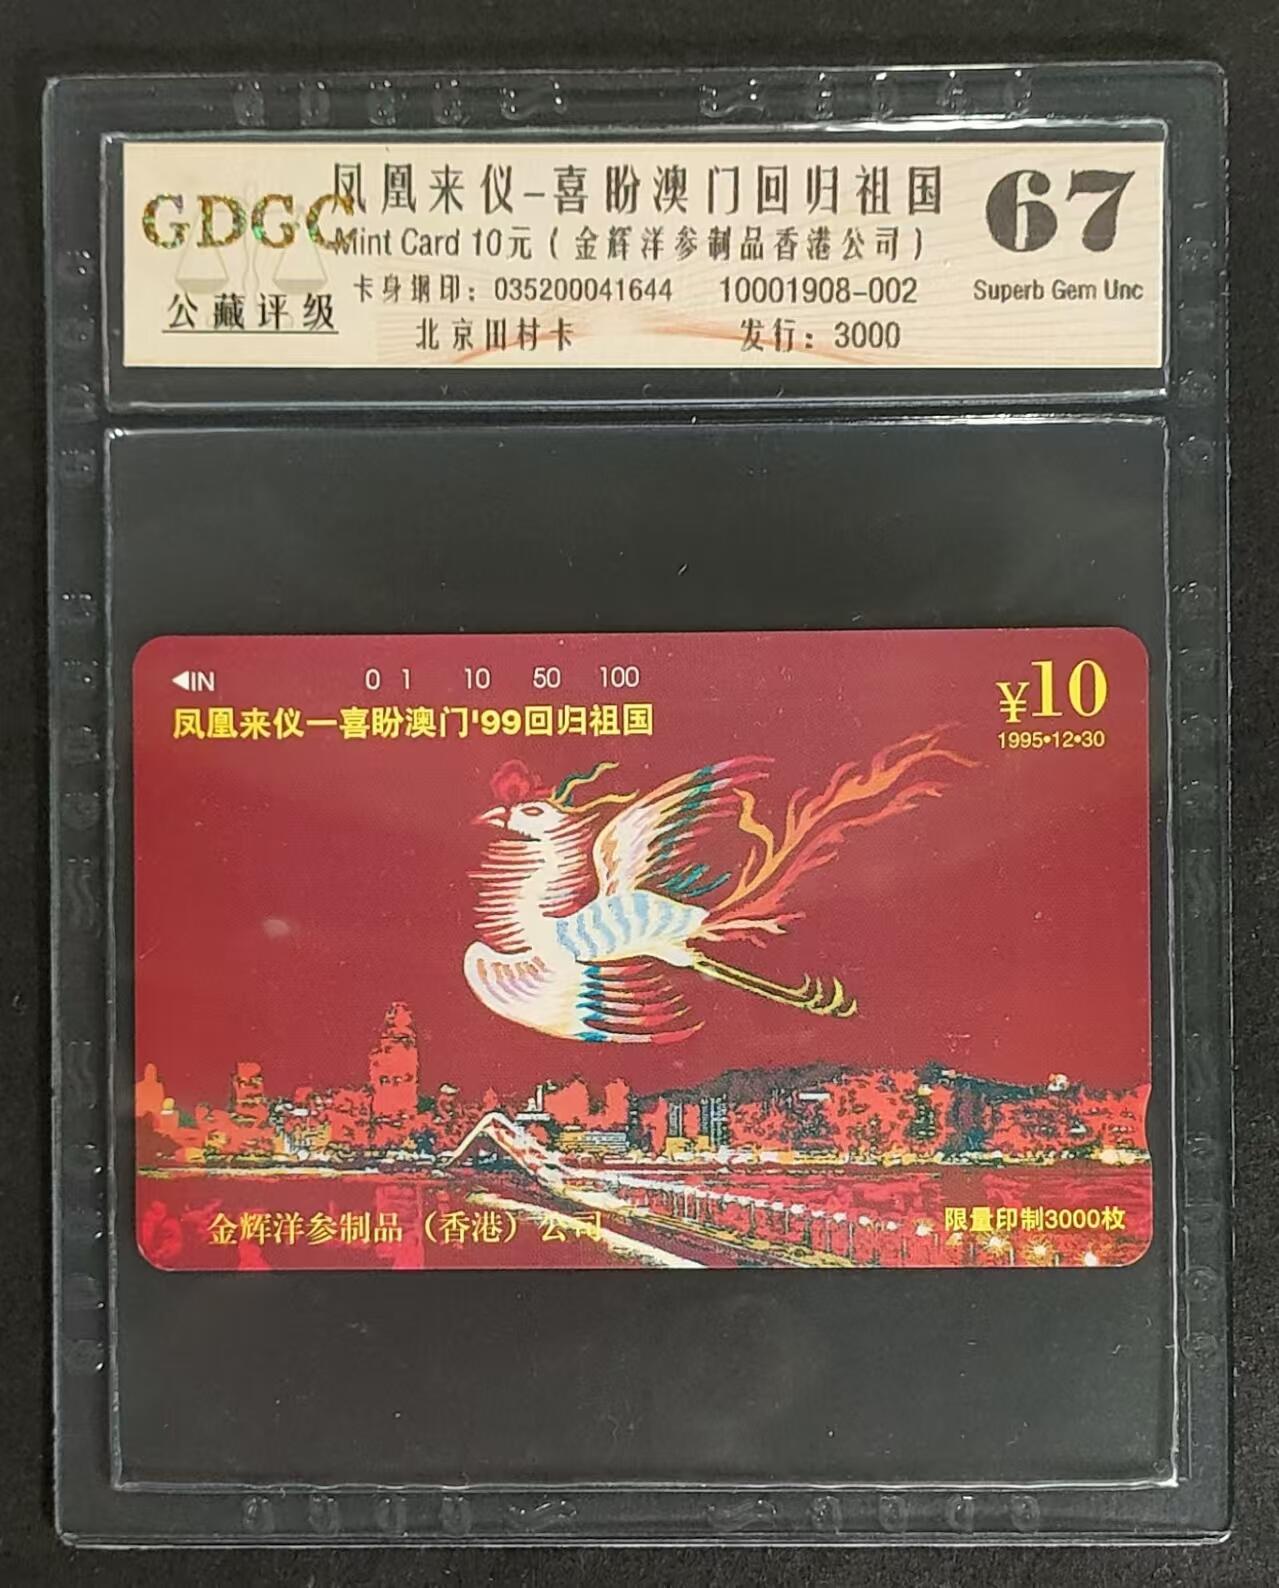 GDGC
公藏评级
凤凰来仪-喜盼澳门回归祖国
Mint Card 10元(金辉洋参制品香港公司)
卡身钢印:035200041644 10001908-002
北京田村卡 发行:3000
67
Superb Gem Unc
◀IN 0 1 10 50 100
凤凰来仪—喜盼澳门'99回归祖国
¥10
1995•12•30
金辉洋参制品(香港)公司
限量印制3000枚